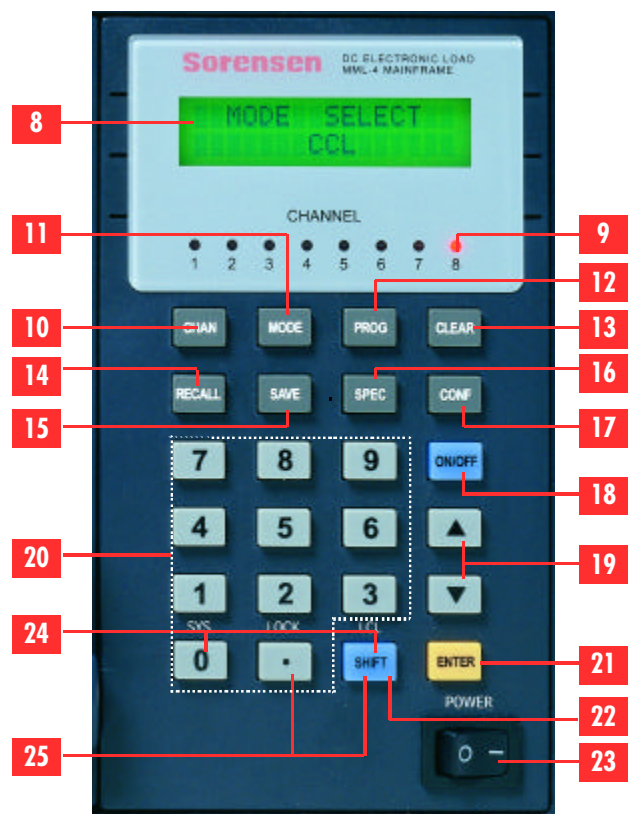 Sorensen DC ELECTRONIC LOAD
MML-4 MAINFRAME
8
MODE SELECT
CCL
CHANNEL
11
9
1 2 3 4 5 6 7 8
12
10 CHAN MODE PROG CLEAR 13
14
16
RECALL SAVE SPEC CONF
15
17
7 8 9 ON/OFF
18
4 5 6 ▲
20
19
1 2 3 ▼
SYS LOCK LCL
24
0 . SHIFT ENTER 21
POWER
22
25
O – 23